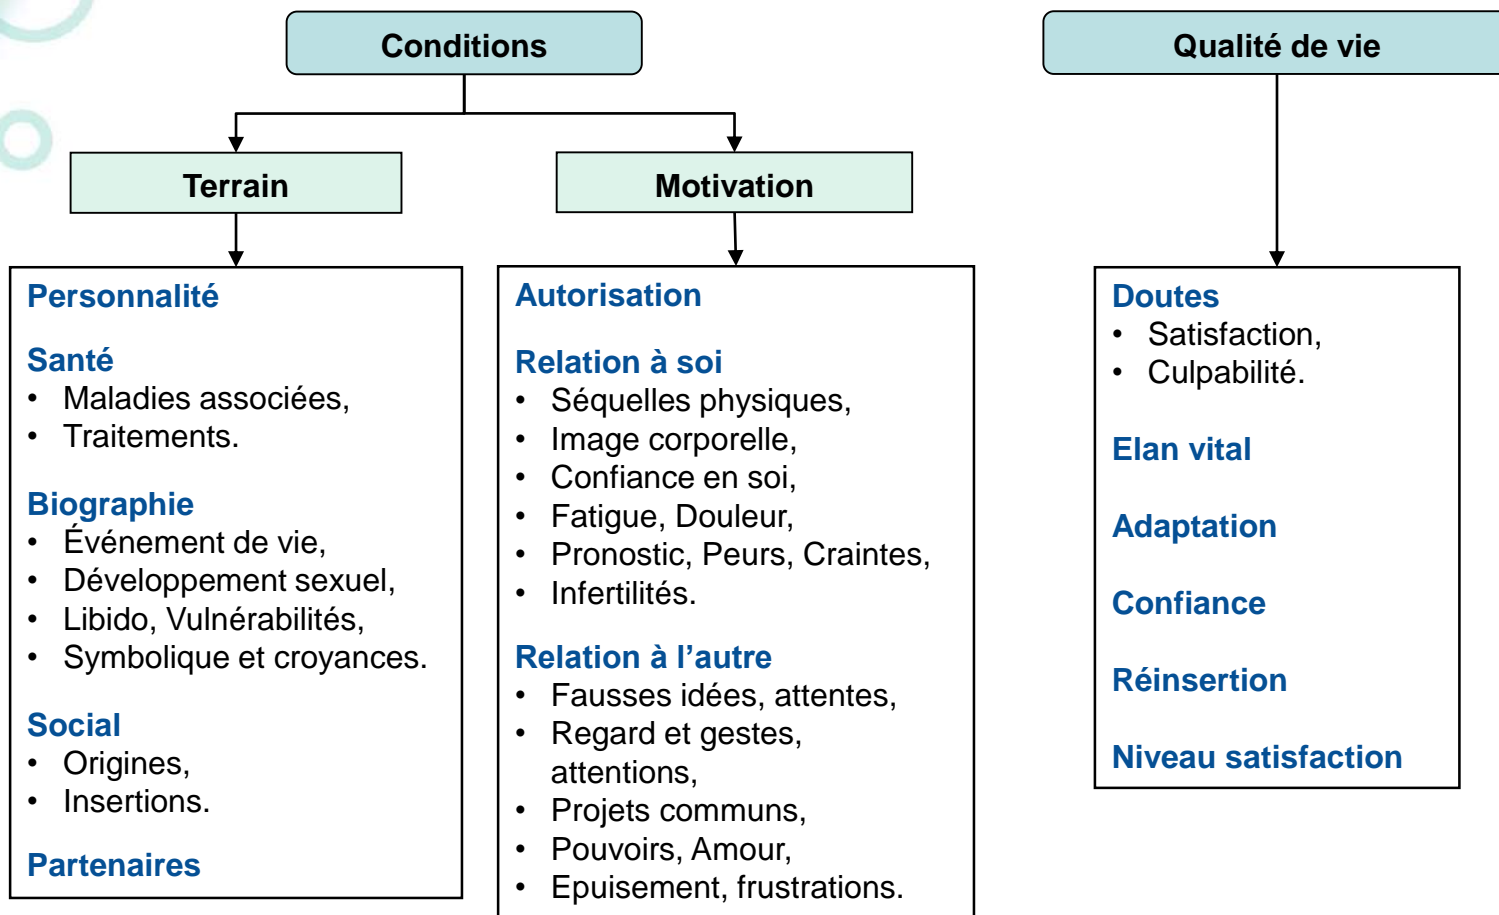 Conditions
Qualité de vie
Terrain
Motivation
Personnalité
Santé
• Maladies associées,
• Traitements.
Biographie
• Événement de vie,
• Développement sexuel,
• Libido, Vulnérabilités,
• Symbolique et croyances.
Social
• Origines,
• Insertions.
Partenaires
Autorisation
Relation à soi
• Séquelles physiques,
• Image corporelle,
• Confiance en soi,
• Fatigue, Douleur,
• Pronostic, Peurs, Craintes,
• Infertilités.
Relation à l’autre
• Fausses idées, attentes,
• Regard et gestes,
attentions,
• Projets communs,
• Pouvoirs, Amour,
• Epuisement, frustrations.
Doutes
• Satisfaction,
• Culpabilité.
Elan vital
Adaptation
Confiance
Réinsertion
Niveau satisfaction